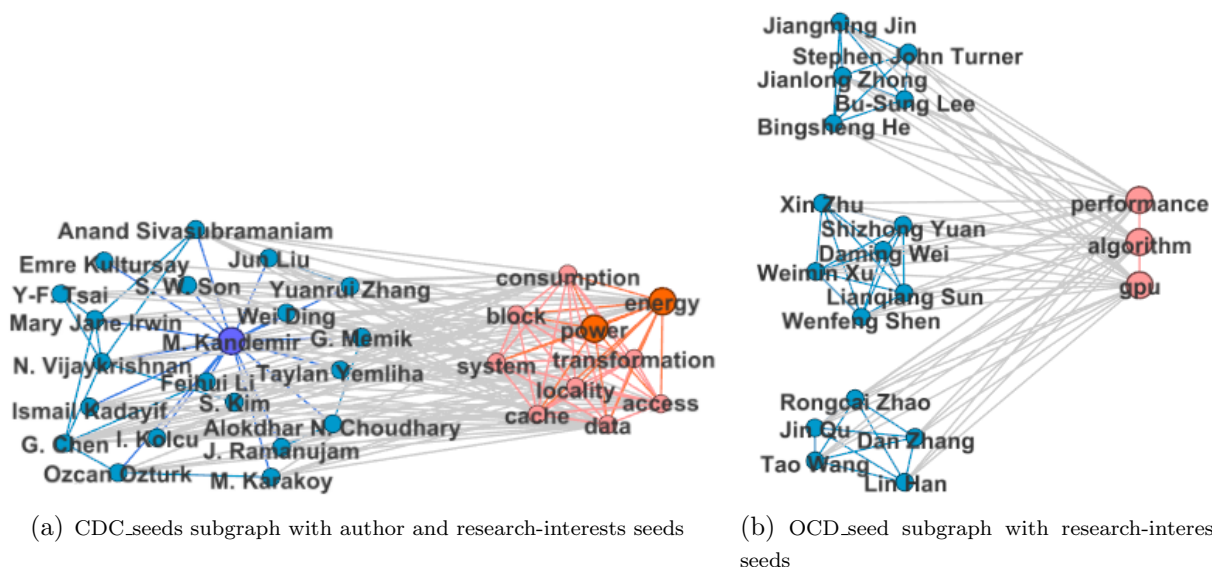 Anand Sivasubramaniam
Emre Kultursay
Jun Liu
S. W. Son
Yuanrui Zhang
Y-F. Tsai
Mary Jane Irwin
Wei Ding
M. Kandemir
G. Memik
N. Vijaykrishnan
Feihui Li
Taylan Yemliha
Ismail Kadayif
S. Kim
G. Chen
I. Kolcu
Alokdhar N. Choudhary
J. Ramanujam
Ozcan Ozturk
M. Karakoy
consumption
energy
block
power
system
transformation
locality
access
cache
data
(a) CDC_seeds subgraph with author and research-interests seeds
Jiangming Jin
Stephen John Turner
Jianlong Zhong
Bu-Sung Lee
Bingsheng He
Xin Zhu
Shizhong Yuan
Daming Wei
Weimin Xu
Lianqiang Sun
Wenfeng Shen
Rongcai Zhao
Jin Qu
Dan Zhang
Tao Wang
Lin Han
performance
algorithm
gpu
(b) OCD_seed subgraph with research-interes
seeds